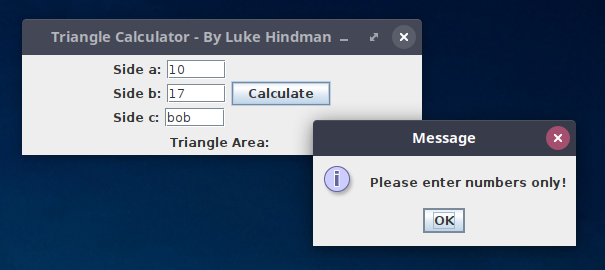 Triangle Calculator - By Luke Hindman
Side a: 10
Side b: 17
Calculate
Side c: bob
Triangle Area:
Message
i
Please enter numbers only!
OK